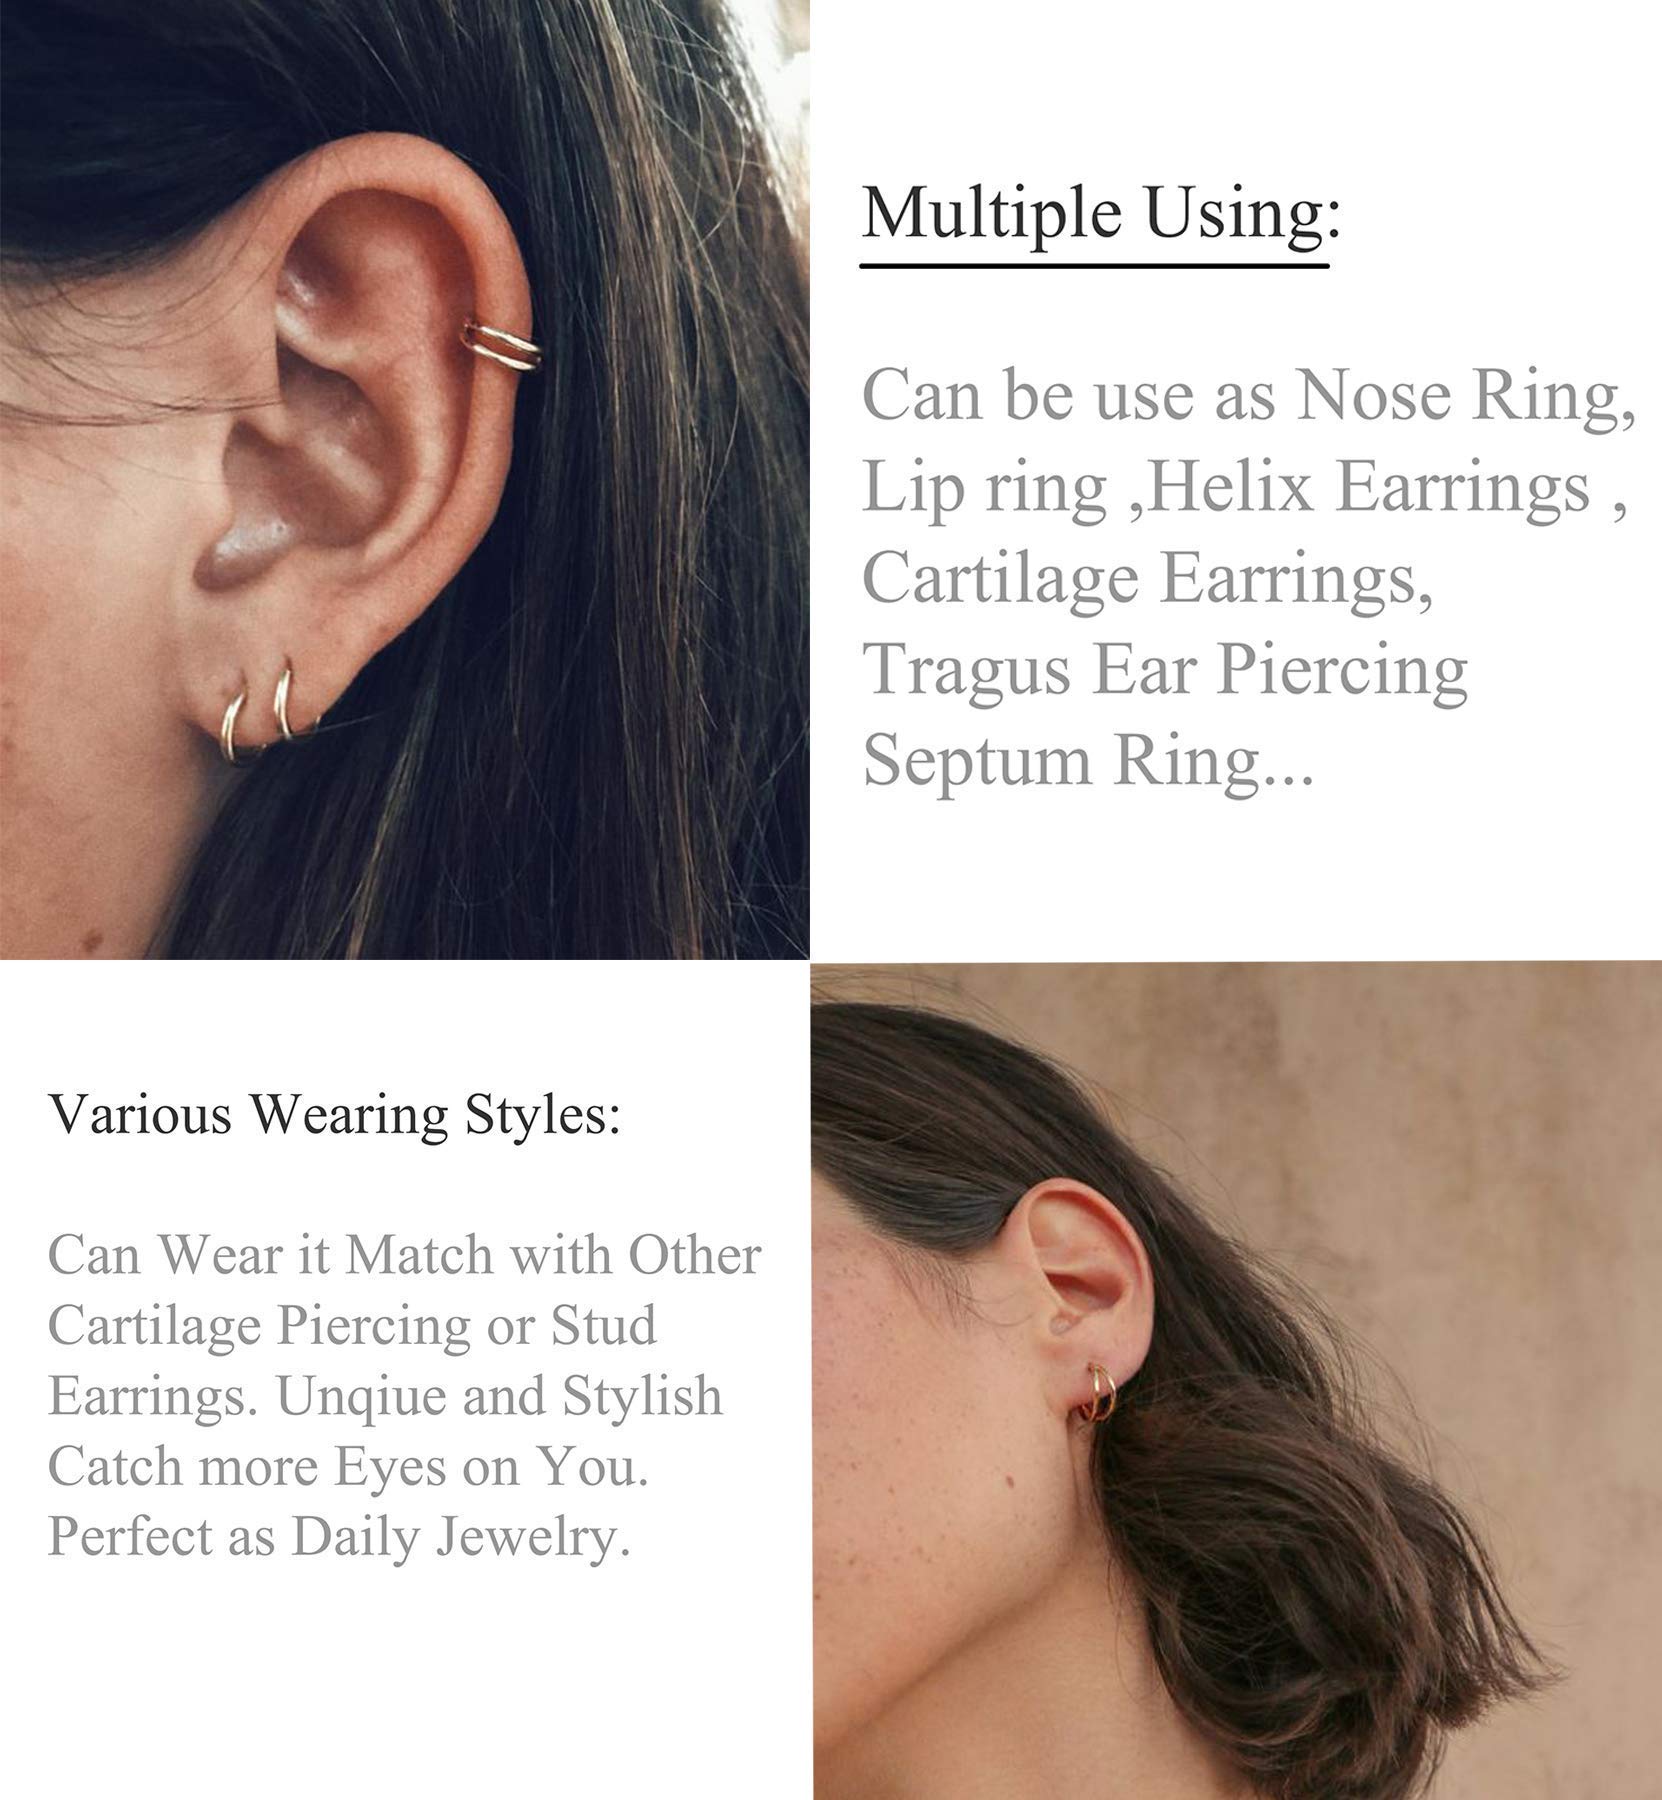 Multiple Using:
Can be use as Nose Ring,
Lip ring ,Helix Earrings ,
Cartilage Earrings,
Tragus Ear Piercing
Septum Ring...
Various Wearing Styles:
Can Wear it Match with Other
Cartilage Piercing or Stud
Earrings. Unqiue and Stylish
Catch more Eyes on You.
Perfect as Daily Jewelry.